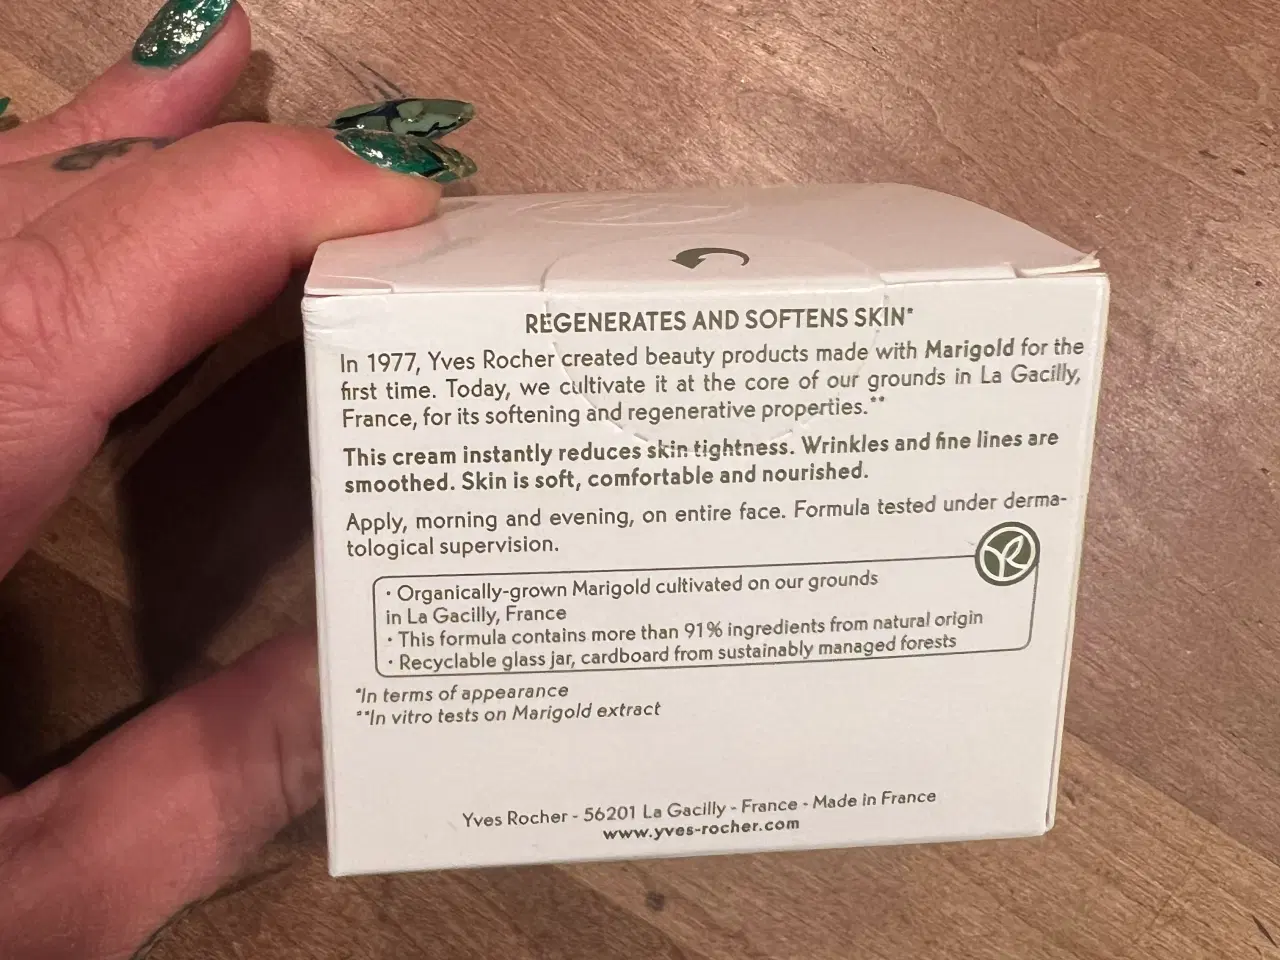 REGENERATES AND SOFTENS SKIN*
In 1977, Yves Rocher created beauty products made with Marigold for the
first time. Today, we cultivate it at the core of our grounds in La Gacilly,
France, for its softening and regenerative properties.**
This cream instantly reduces skin tightness. Wrinkles and fine lines are
smoothed. Skin is soft, comfortable and nourished.
Apply, morning and evening, on entire face. Formula tested under derma-
tological supervision.
• Organically-grown Marigold cultivated on our grounds
in La Gacilly, France
• This formula contains more than 91% ingredients from natural origin
• Recyclable glass jar, cardboard from sustainably managed forests
*In terms of appearance
**In vitro tests on Marigold extract
Yves Rocher - 56201 La Gacilly - France - Made in France
www.yves-rocher.com